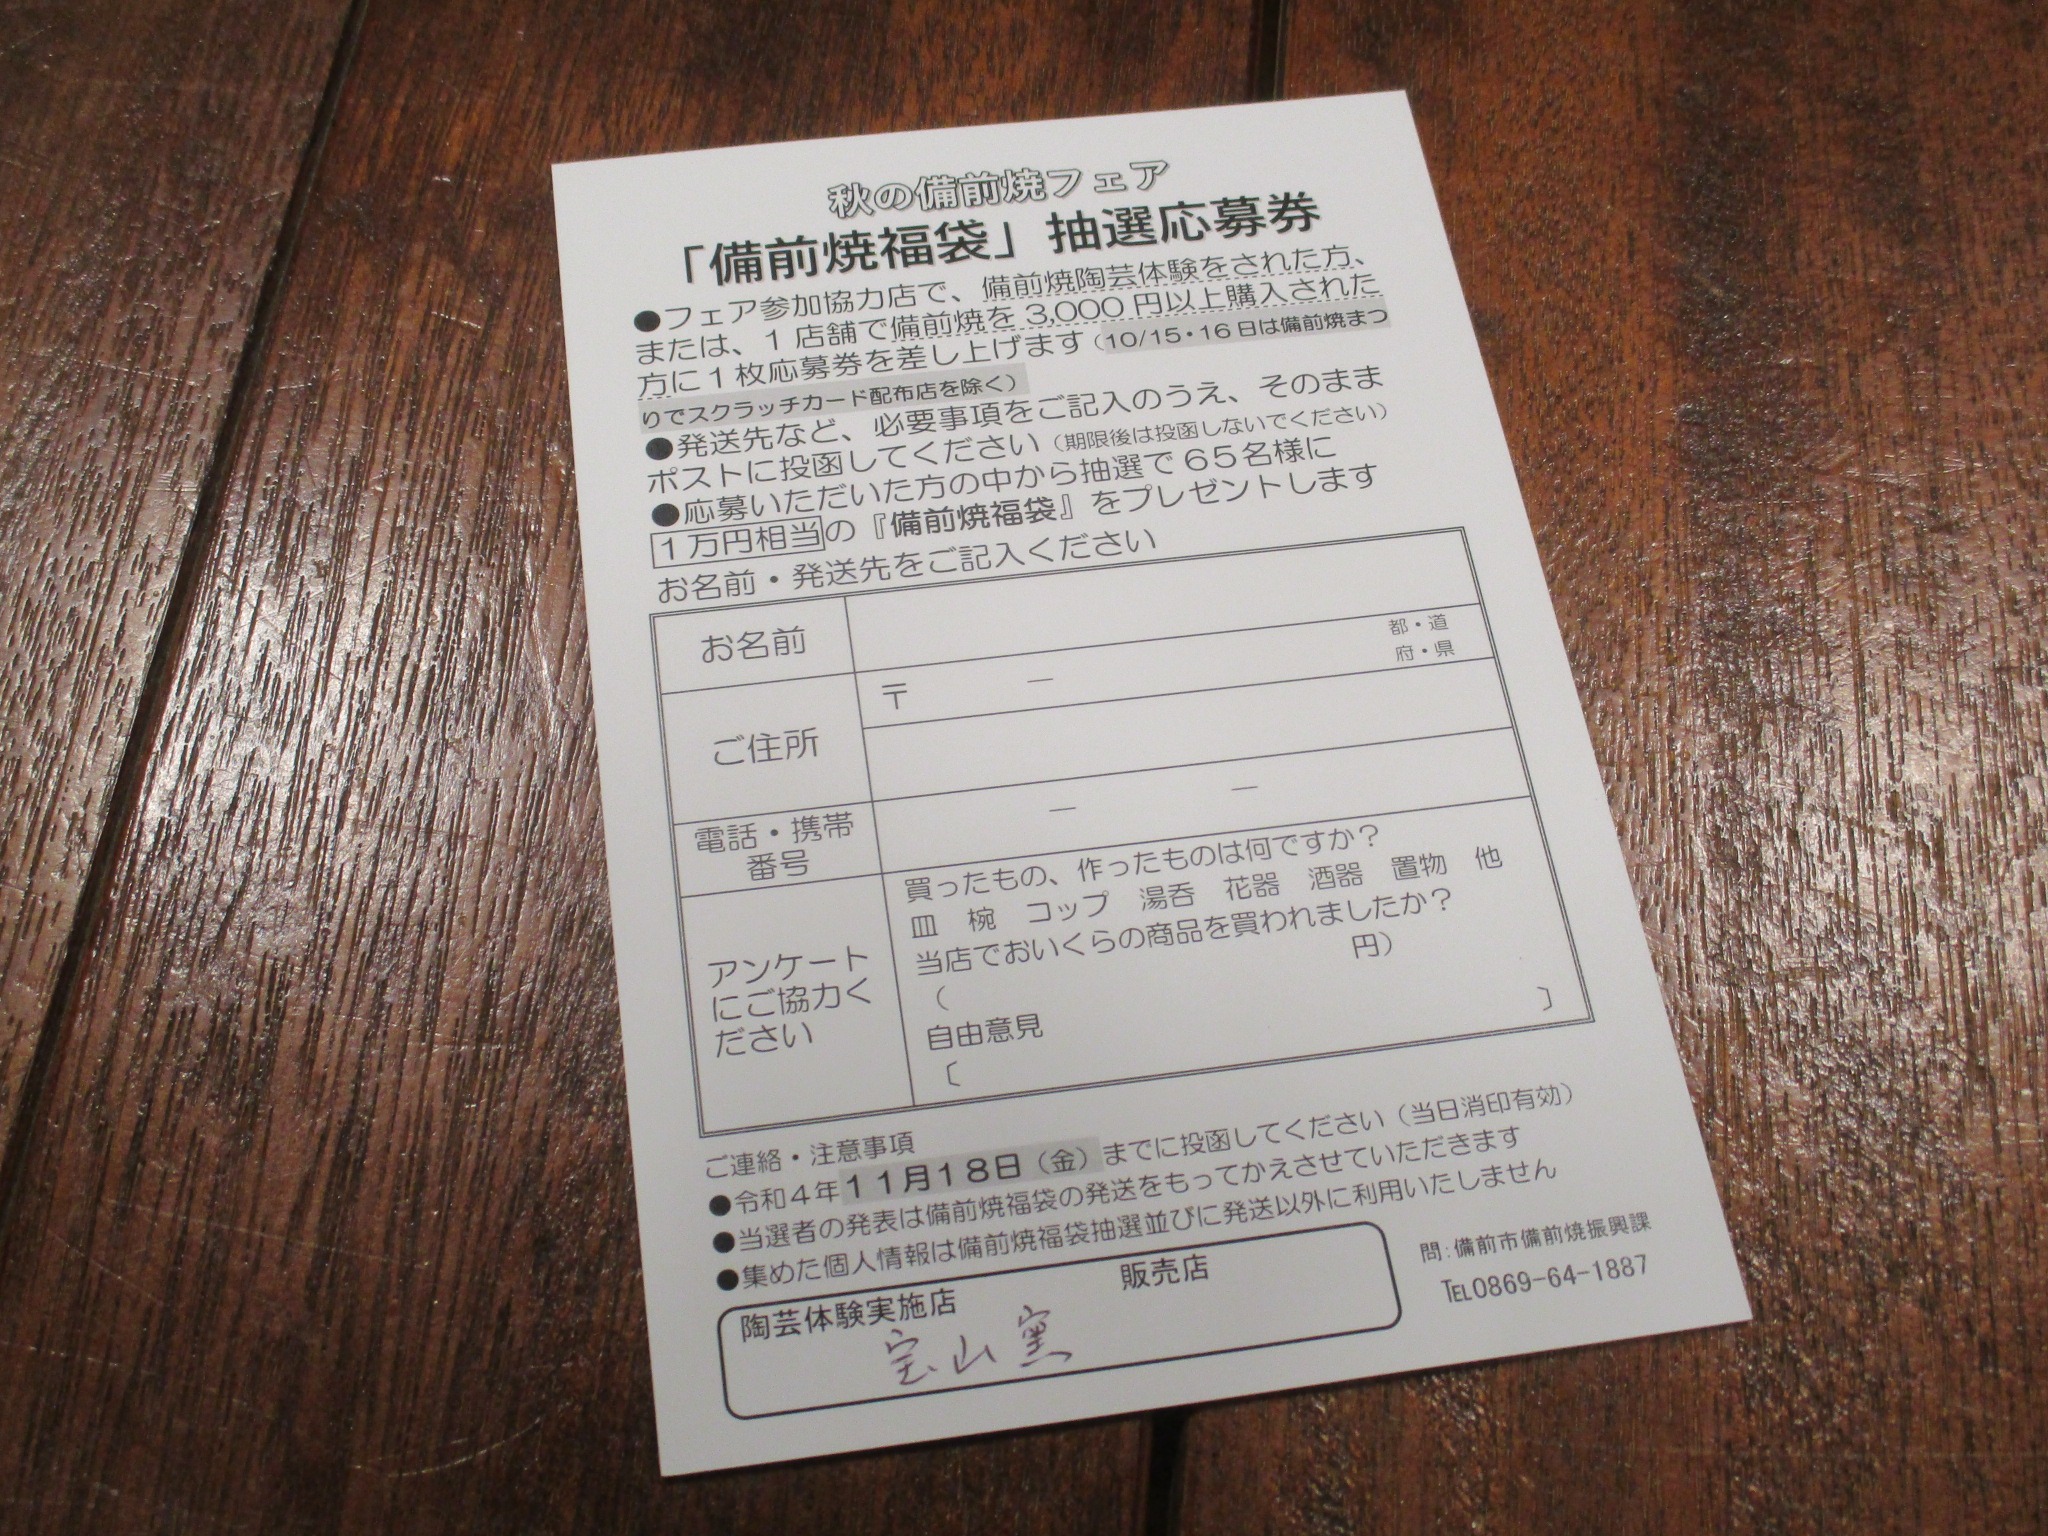 秋の備前焼フェア
「備前焼福袋」抽選応募券
●フェア参加協力店で、備前焼陶芸体験をされた方、
または、1店舗で備前焼を3,000円以上購入された
方に1枚応募券を差し上げます（10/15・16日は備前焼まつ
りでスクラッチカード配布店を除く）
●発送先など、必要事項をご記入のうえ、そのまま
ポストに投函してください（期限後は投函しないでください）
●応募いただいた方の中から抽選で65名様に
1万円相当の『備前焼福袋』をプレゼントします
お名前・発送先をご記入ください
お名前
ご住所
〒 － 都・道
府・県
電話・携帯
番号
－ －
アンケート
にご協力く
ださい
買ったもの、作ったものは何ですか？
皿 椀 コップ 湯呑 花器 酒器 置物 他
当店でおいくらの商品を買われましたか？
（ 円）
自由意見
〔 〕
ご連絡・注意事項
●令和4年11月18日（金）までに投函してください（当日消印有効）
●当選者の発表は備前焼福袋の発送をもってかえさせていただきます
●集めた個人情報は備前焼福袋抽選並びに発送以外に利用いたしません
陶芸体験実施店 販売店
宝山窯
問：備前市備前焼振興課
TEL0869-64-1887